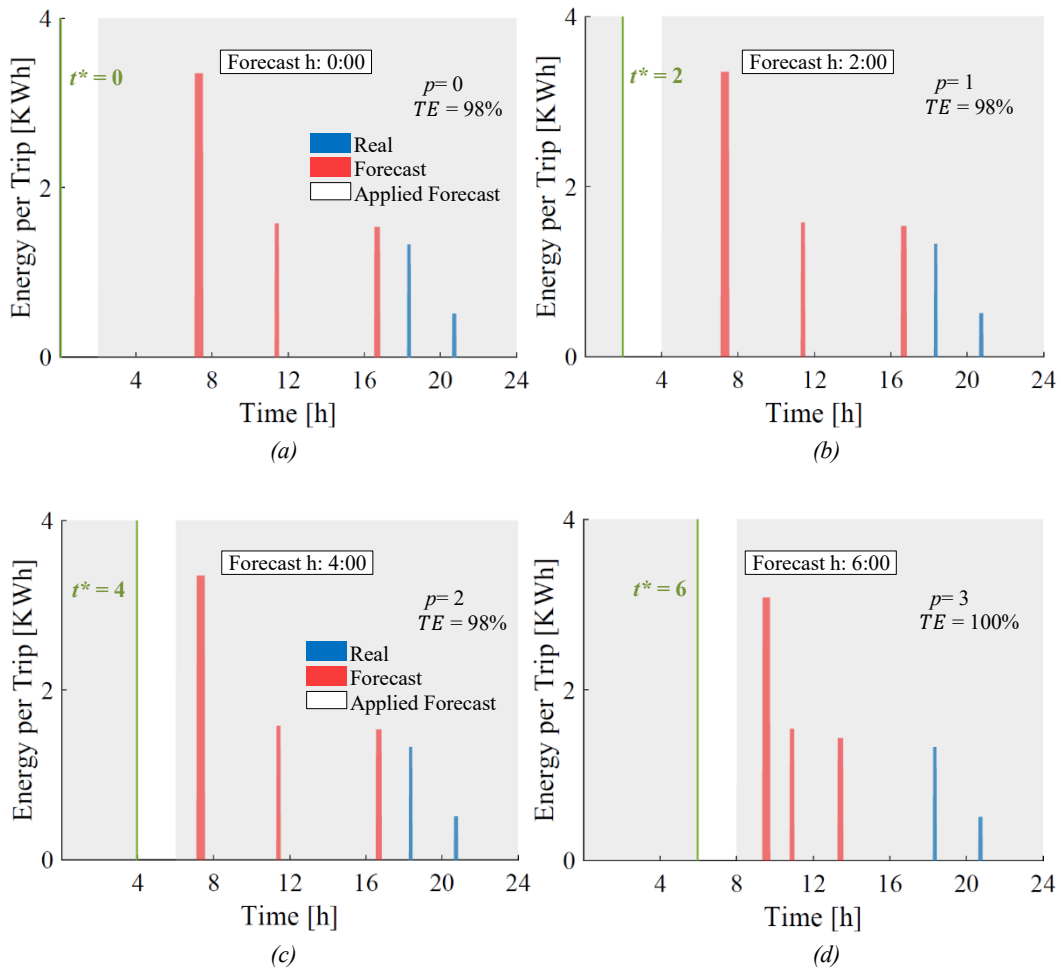 4
Forecast h: 0:00
t* = 0
p= 0
TE = 98%
Energy per Trip [KWh]
Real
Forecast
Applied Forecast
2
0
4 8 12 16 20 24
Time [h]
(a)
4
Forecast h: 2:00
t* = 2
p= 1
TE = 98%
Energy per Trip [KWh]
2
0
4 8 12 16 20 24
Time [h]
(b)
4
Forecast h: 4:00
t* = 4
p= 2
TE = 98%
Energy per Trip [KWh]
Real
Forecast
Applied Forecast
2
0
4 8 12 16 20 24
Time [h]
(c)
4
Forecast h: 6:00
t* = 6
p= 3
TE = 100%
Energy per Trip [KWh]
2
0
4 8 12 16 20 24
Time [h]
(d)